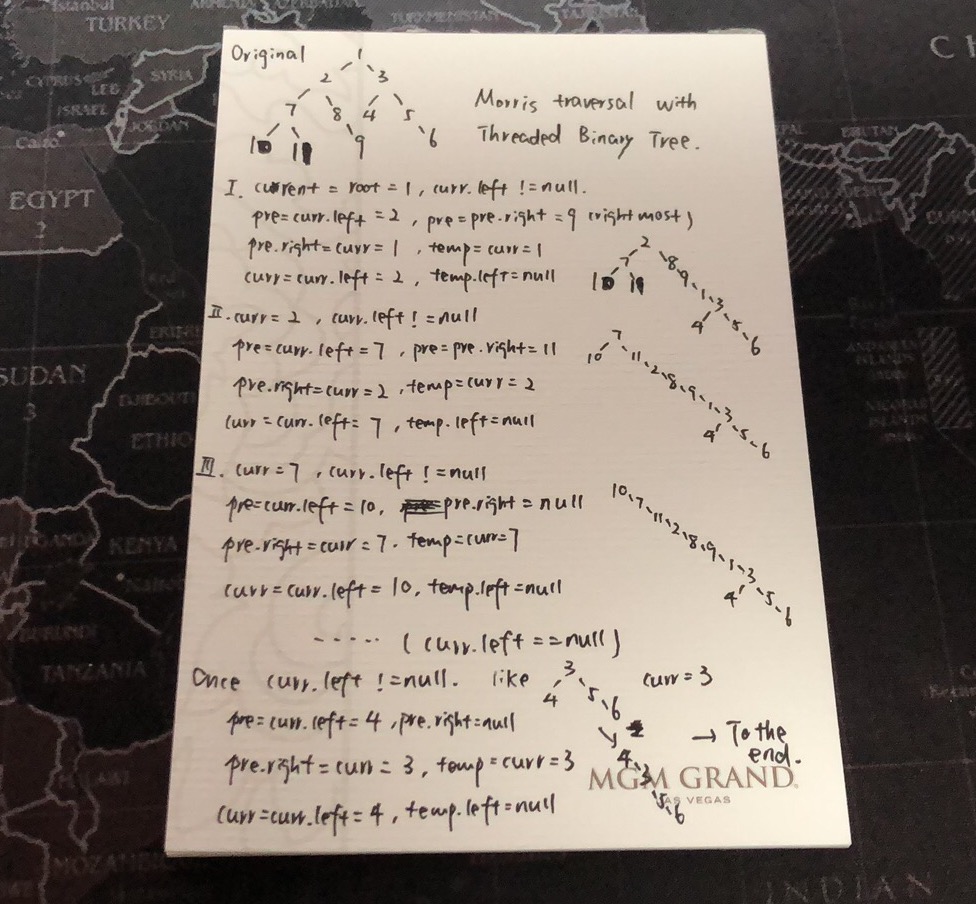 Original
1
2 3
7 8 4 5
10 11 9 6
Morris traversal with
Threaded Binary Tree.
I. current = root = 1, curr.left != null.
pre = curr.left = 2, pre = pre.right = 9 (right most)
pre.right = curr = 1, temp = curr = 1
curr = curr.left = 2, temp.left = null
2
7 8
10 11 9
1
3
4 5
6
II. curr = 2, curr.left != null
pre = curr.left = 7, pre = pre.right = 11
pre.right = curr = 2, temp = curr = 2
curr = curr.left = 7, temp.left = null
7
10 11
2
8
9
1
3
4 5
6
III. curr = 7, curr.left != null
pre = curr.left = 10, pre.right = null
pre.right = curr = 7. temp = curr = 7
curr = curr.left = 10, temp.left = null
10
7
11
2
8
9
1
3
4 5
6
..... (curr.left == null)
Once curr.left != null. like
3
4 5
6
curr = 3
pre = curr.left = 4, pre.right = null
pre.right = curr = 3, temp = curr = 3
curr = curr.left = 4, temp.left = null
4
3
5
6
→ To the
end.
MGM GRAND®
LAS VEGAS
Istanbul
TURKEY
TURKMENISTAN
CYPRUS
SYRIA
LEB
ISRAEL
JORDAN
Cairo
EGYPT
2
SUDAN
3
DJIBOUTI
ETHIO
KENYA
BURUNDI
TANZANIA
MALAWI
MOZAM
NEPAL
BHUTAN
CH
INDIAN